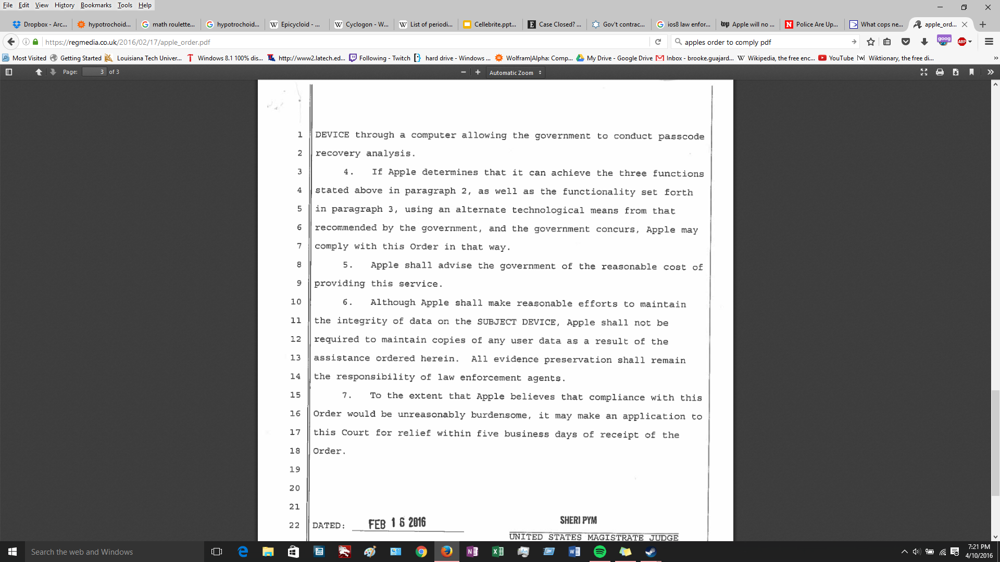 File Edit View History Bookmarks Tools Help
Dropbox - Arc... hypotrochoid... math roulette... hypotrochoid... Epicycloid - ... Cyclogon - W... List of periodi... Cellebrite.ppt... Case Closed? ... Gov't contrac... ios8 law enfor... Apple will no ... Police Are Up... What cops ne... apple_ord...
https://regmedia.co.uk/2016/02/17/apple_order.pdf apples order to comply pdf goog ABP
Most Visited Getting Started Louisiana Tech Univer... Windows 8.1 100% dis... http://www2.latech.ed... Following - Twitch hard drive - Windows ... Wolfram|Alpha: Comp... My Drive - Google Drive Inbox - brooke.guajard... Wikipedia, the free enc... YouTube Wiktionary, the free di...
Page: 3 of 3 Automatic Zoom
1 DEVICE through a computer allowing the government to conduct passcode
2 recovery analysis.
3 4. If Apple determines that it can achieve the three functions
4 stated above in paragraph 2, as well as the functionality set forth
5 in paragraph 3, using an alternate technological means from that
6 recommended by the government, and the government concurs, Apple may
7 comply with this Order in that way.
8 5. Apple shall advise the government of the reasonable cost of
9 providing this service.
10 6. Although Apple shall make reasonable efforts to maintain
11 the integrity of data on the SUBJECT DEVICE, Apple shall not be
12 required to maintain copies of any user data as a result of the
13 assistance ordered herein. All evidence preservation shall remain
14 the responsibility of law enforcement agents.
15 7. To the extent that Apple believes that compliance with this
16 Order would be unreasonably burdensome, it may make an application to
17 this Court for relief within five business days of receipt of the
18 Order.
19
20
21
22 DATED: FEB 16 2016 SHERI PYM
UNITED STATES MAGISTRATE JUDGE
Search the web and Windows
7:21 PM
4/10/2016